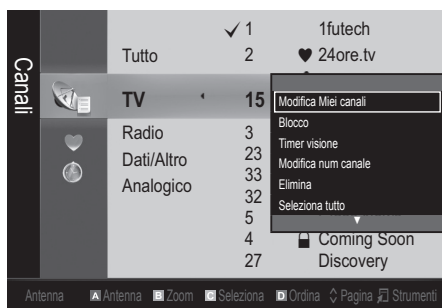 Canali
✓ 1 1futech
Tutto 2 ♥ 24ore.tv
TV 15
Radio 3
Dati/Altro 23
Analogico 33
32
5
4 Coming Soon
27 Discovery
Modifica Miei canali
Blocco
Timer visione
Modifica num canale
Elimina
Seleziona tutto
Antenna A Antenna B Zoom C Seleziona D Ordina Pagina Strumenti